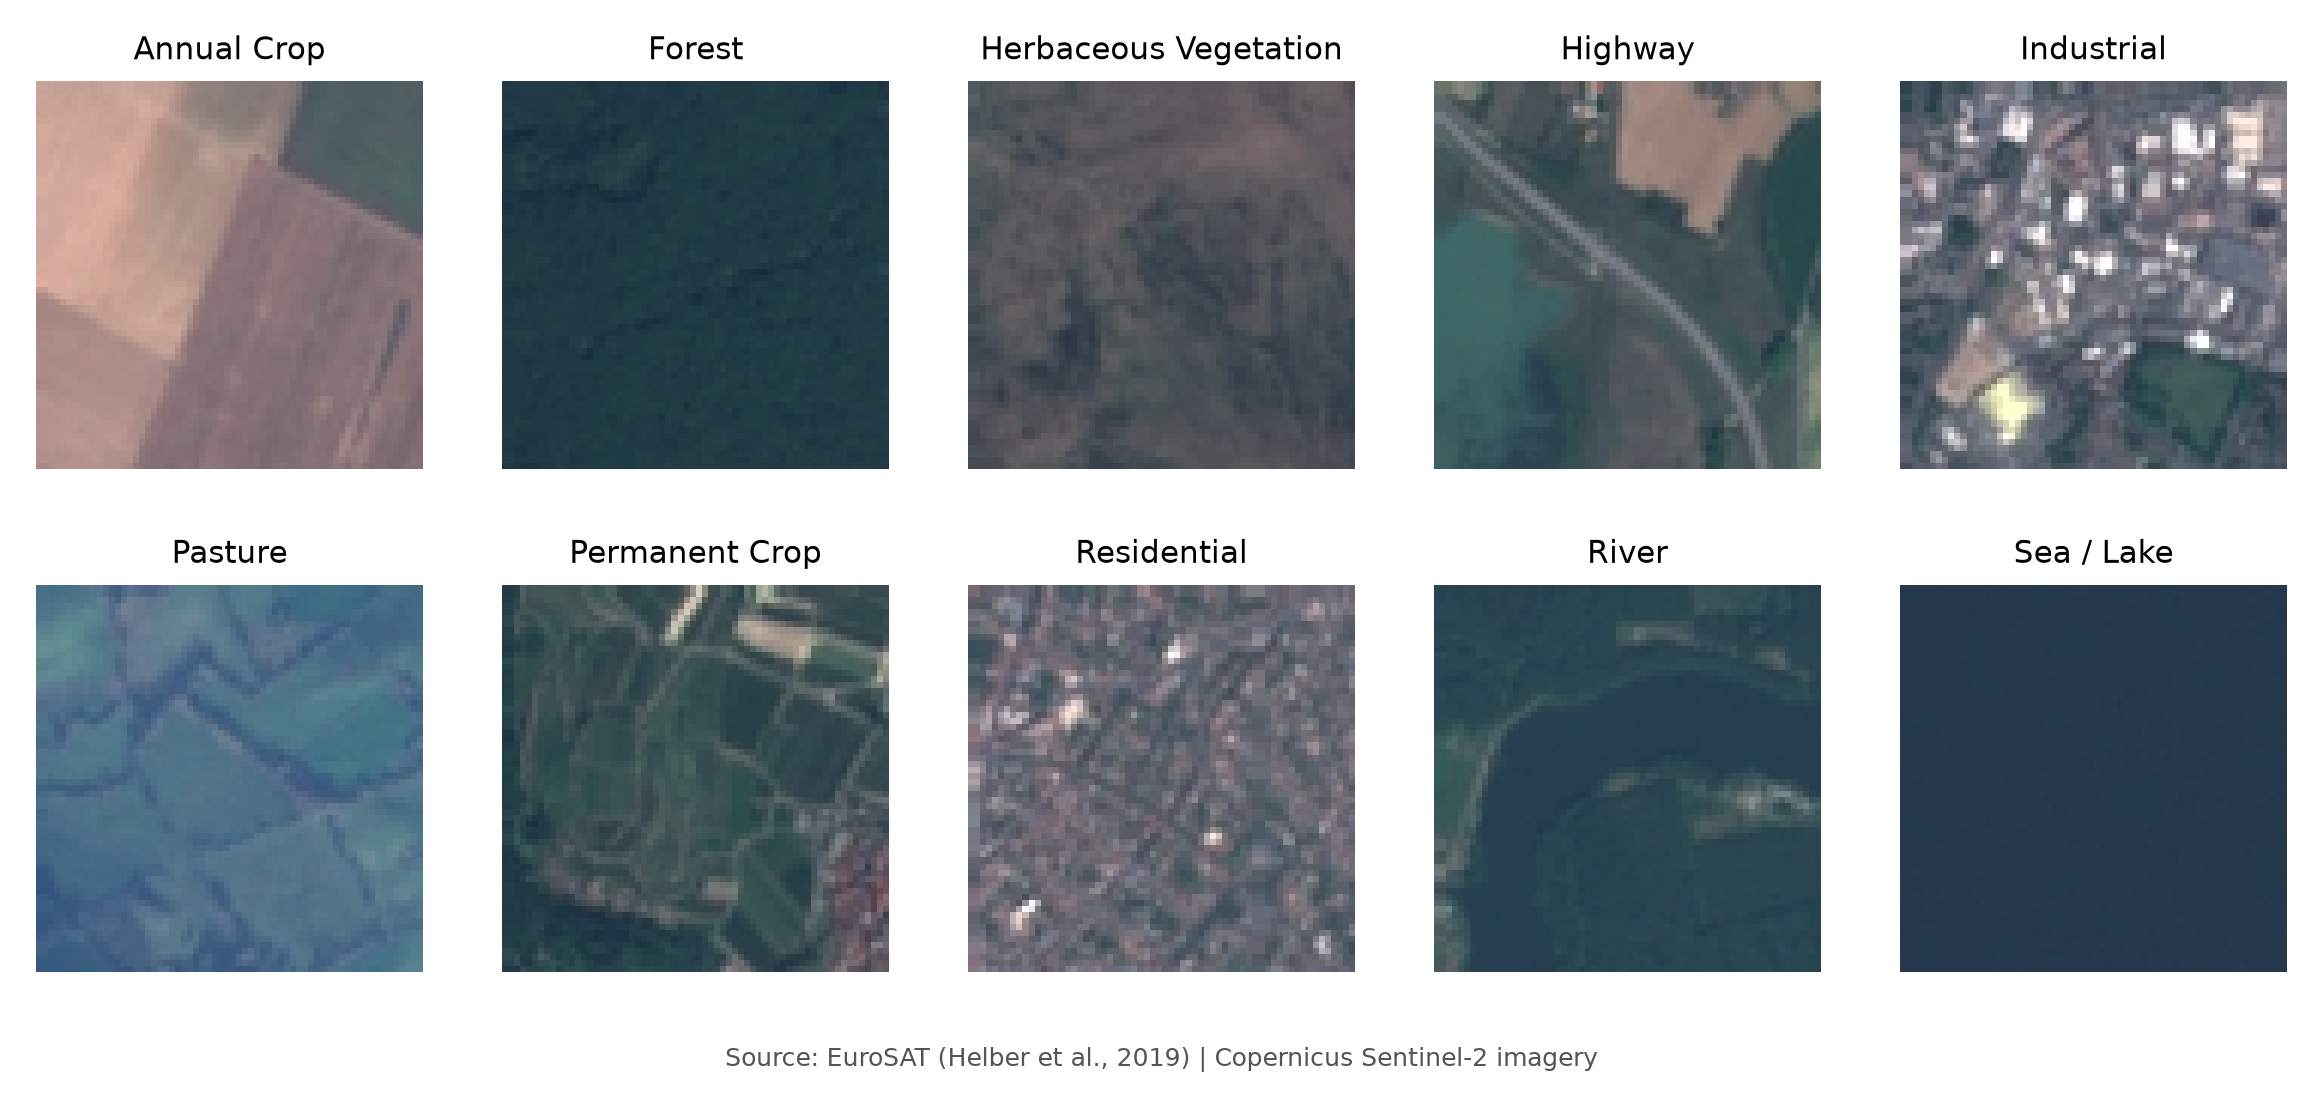 Annual Crop
Forest
Herbaceous Vegetation
Highway
Industrial
Pasture
Permanent Crop
Residential
River
Sea / Lake
Source: EuroSAT (Helber et al., 2019) | Copernicus Sentinel-2 imagery